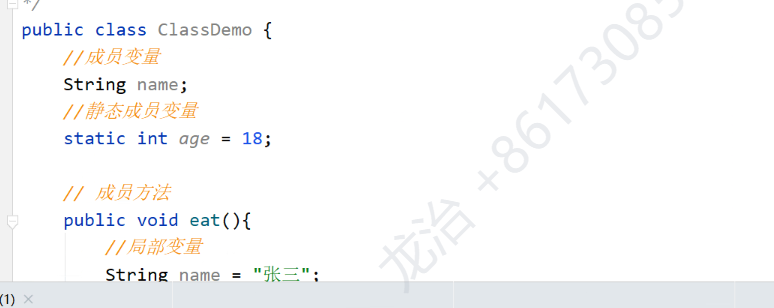 */
public class ClassDemo {
//成员变量
String name;
//静态成员变量
static int age = 18;
// 成员方法
public void eat(){
//局部变量
String name = "张三";
(1) ×
龙治 +86173085